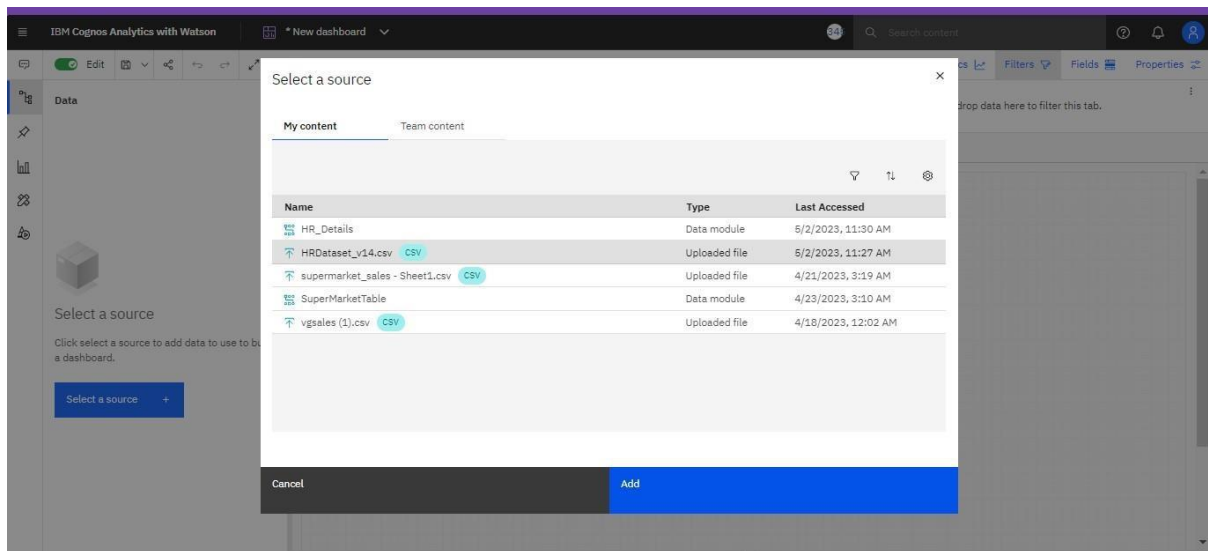 IBM Cognos Analytics with Watson
* New dashboard
Search content
Edit
Filters
Fields
Properties
Data
drop data here to filter this tab.
Select a source
Click select a source to add data to use to
a dashboard.
Select a source +
Select a source
My content Team content
Name Type Last Accessed
HR_Details Data module 5/2/2023, 11:30 AM
HRDataset_v14.csv CSV Uploaded file 5/2/2023, 11:27 AM
supermarket_sales - Sheet1.csv CSV Uploaded file 4/21/2023, 3:19 AM
SuperMarketTable Data module 4/23/2023, 3:10 AM
vgsales (1).csv CSV Uploaded file 4/18/2023, 12:02 AM
Cancel
Add